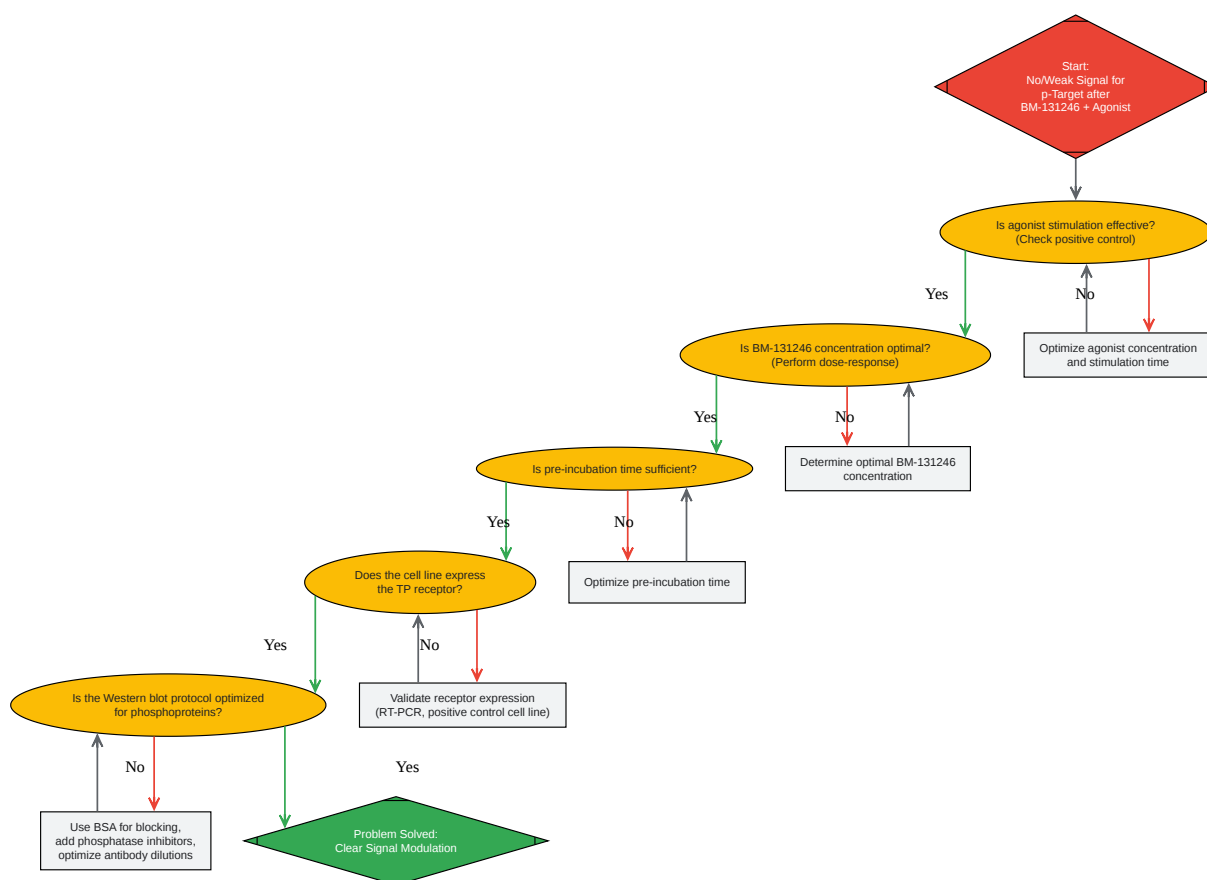 Start:
No/Weak Signal for
p-Target after
BM-131246 + Agonist
Is agonist stimulation effective?
(Check positive control)
Yes
No
Is BM-131246 concentration optimal?
(Perform dose-response)
Optimize agonist concentration
and stimulation time
Yes
No
Is pre-incubation time sufficient?
Determine optimal BM-131246
concentration
Yes
No
Does the cell line express
the TP receptor?
Optimize pre-incubation time
Yes
No
Is the Western blot protocol optimized
for phosphoproteins?
Validate receptor expression
(RT-PCR, positive control cell line)
No
Yes
Use BSA for blocking,
add phosphatase inhibitors,
optimize antibody dilutions
Problem Solved:
Clear Signal Modulation